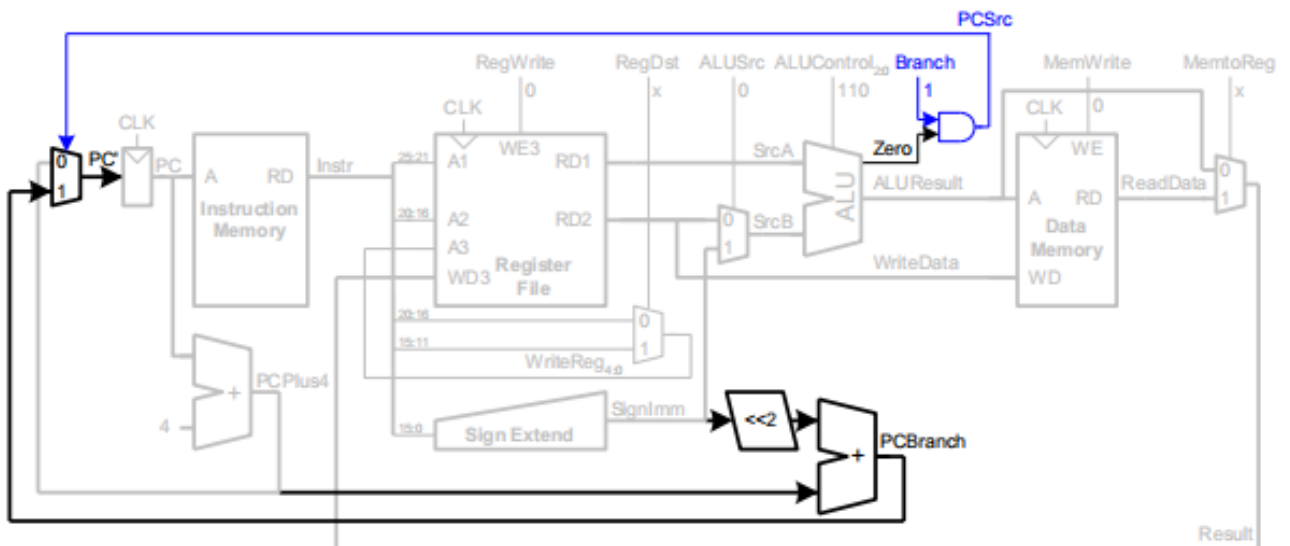 PCSrc
RegWrite RegDst ALUSrc ALUControl2:0 Branch MemWrite MemtoReg
0 x 0 110 1 0 x
CLK CLK CLK
0 PC' PC
1
A RD Instr
Instruction
Memory
25:21 A1 WE3 RD1 SrcA Zero
20:16 A2 RD2 0 SrcB ALU ALUResult
A3 1
WD3 Register
File
WriteData
A WE RD ReadData 0
1
Data
Memory
WD
20:16 0
15:11 1
WriteReg4:0
PCPlus4
+
4
15:0 Sign Extend SignImm <<2
+ PCBranch
Result